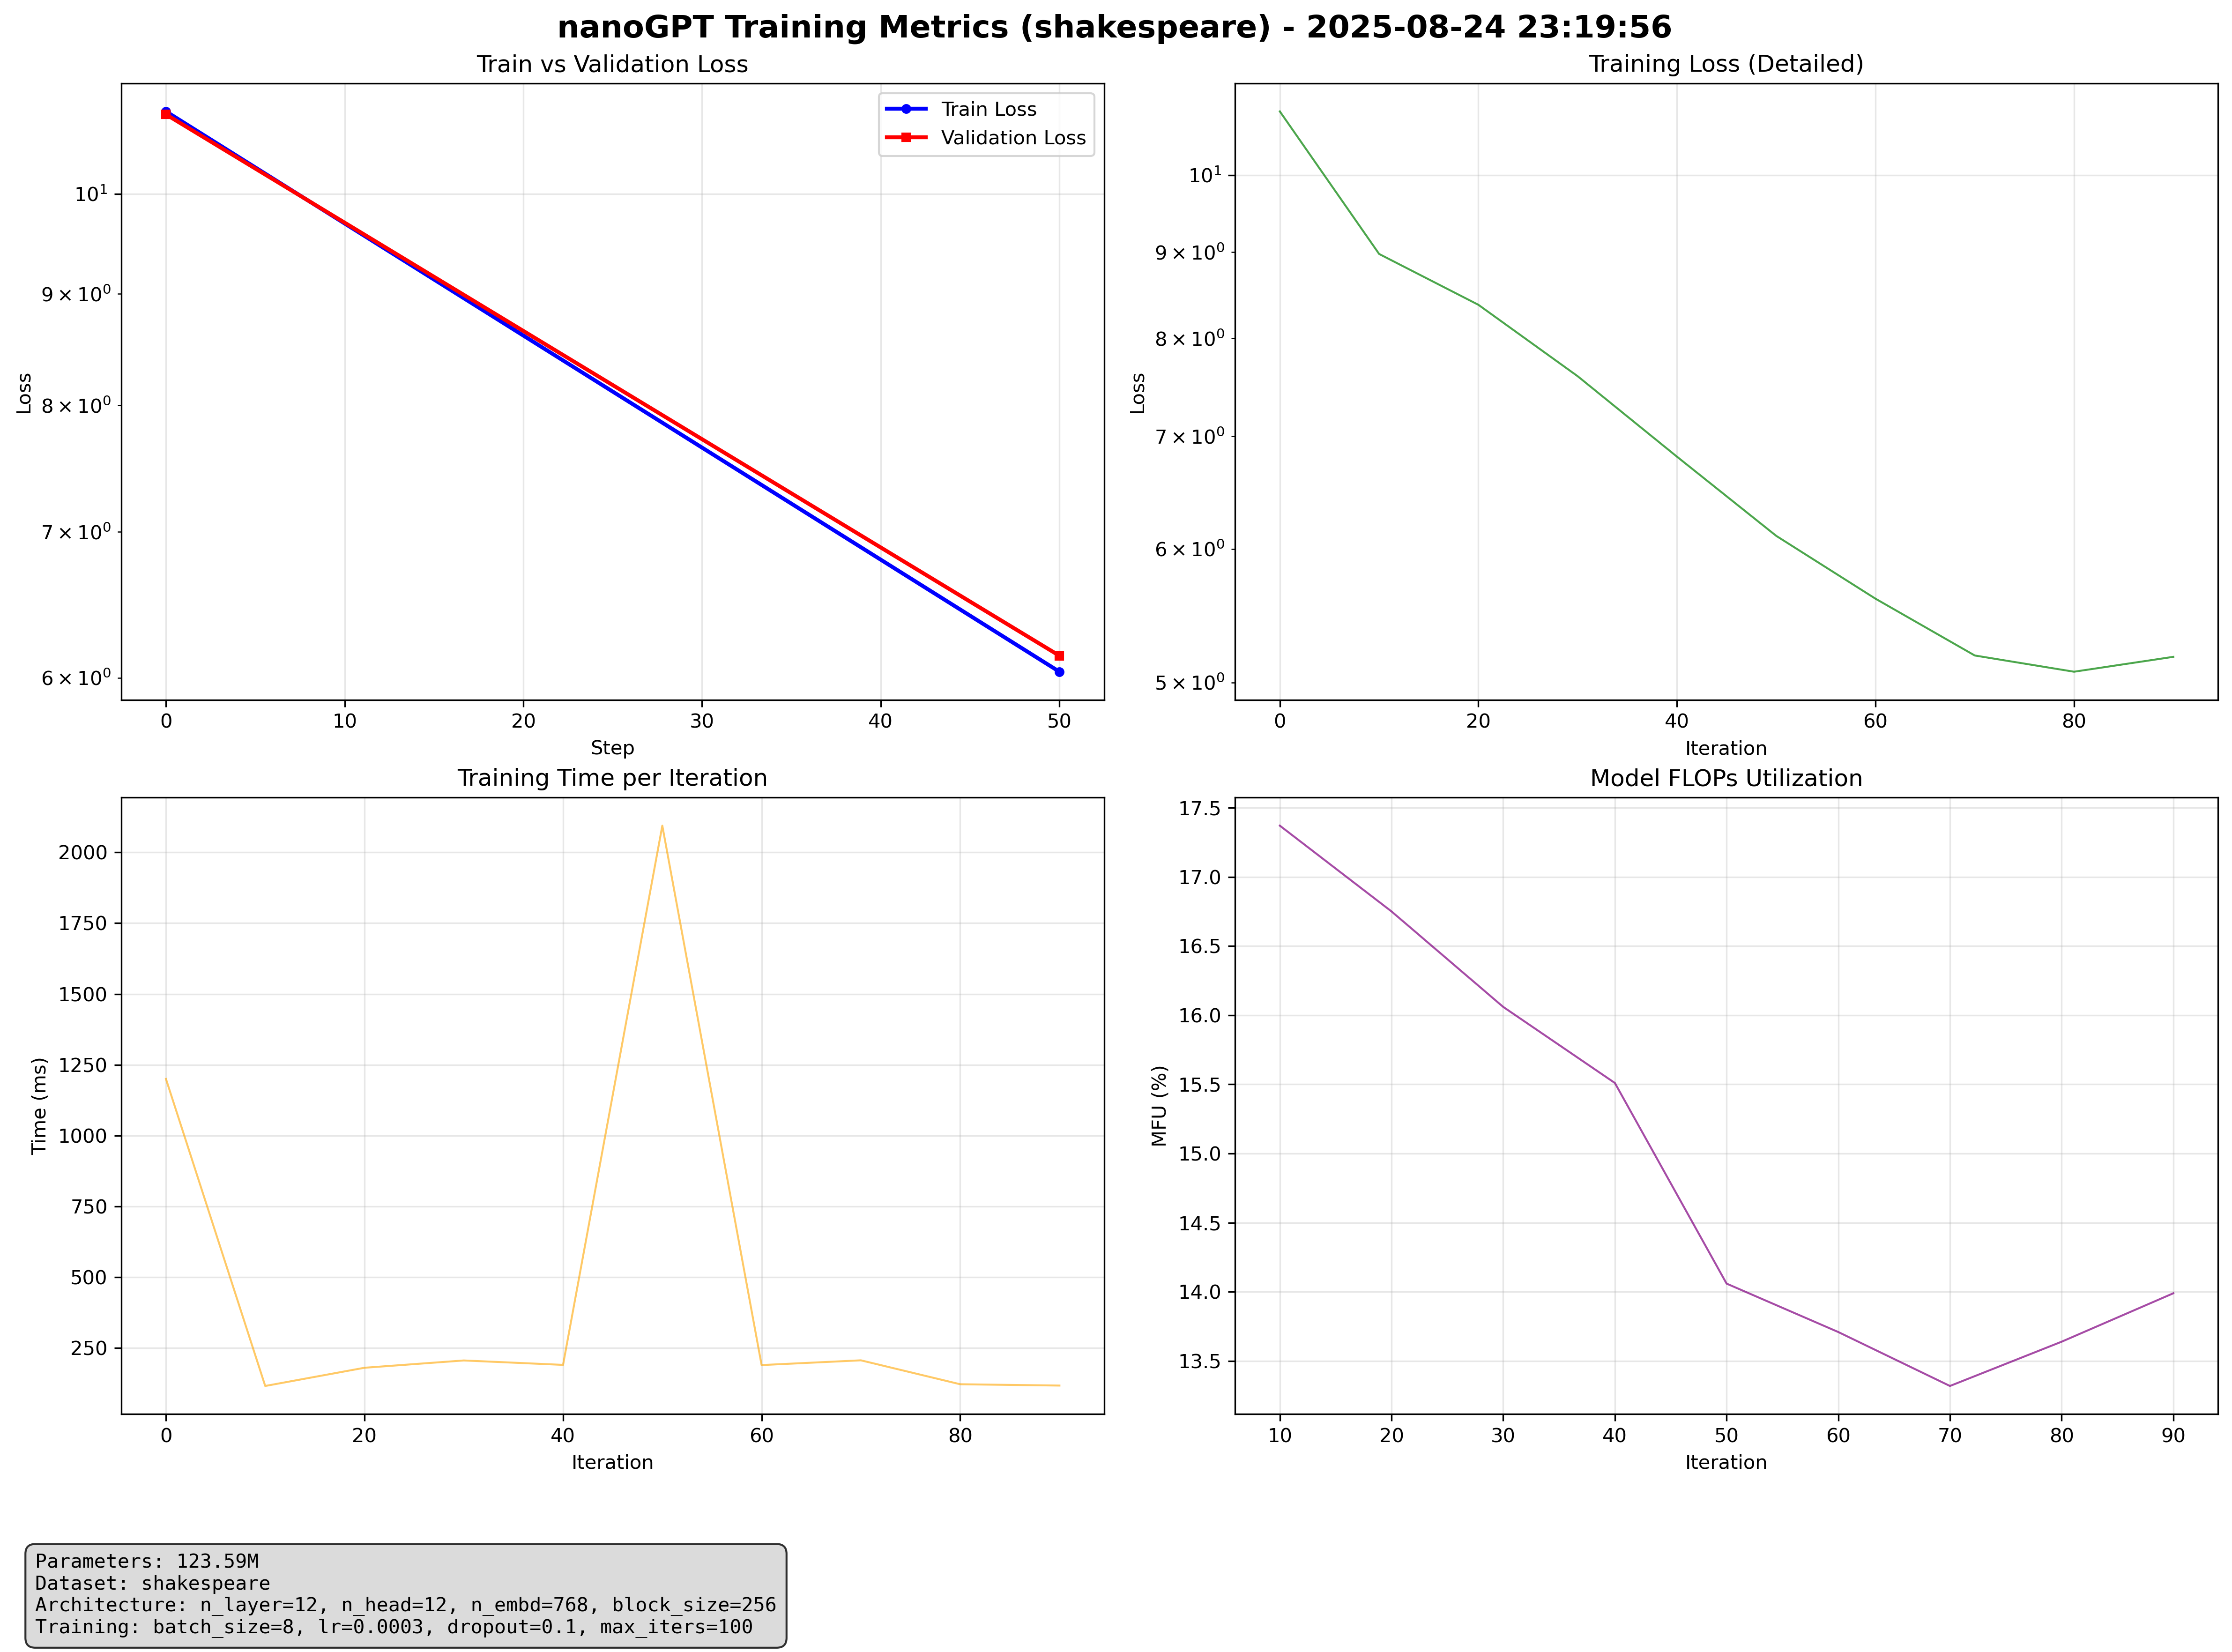 nanoGPT Training Metrics (shakespeare) - 2025-08-24 23:19:56
Train vs Validation Loss
Train Loss
Validation Loss
10¹
9 × 10⁰
8 × 10⁰
7 × 10⁰
6 × 10⁰
Loss
0 10 20 30 40 50
Step
Training Loss (Detailed)
10¹
9 × 10⁰
8 × 10⁰
7 × 10⁰
6 × 10⁰
5 × 10⁰
Loss
0 20 40 60 80
Iteration
Training Time per Iteration
2000
1750
1500
1250
1000
750
500
250
Time (ms)
0 20 40 60 80
Iteration
Model FLOPs Utilization
17.5
17.0
16.5
16.0
15.5
15.0
14.5
14.0
13.5
MFU (%)
10 20 30 40 50 60 70 80 90
Iteration
Parameters: 123.59M
Dataset: shakespeare
Architecture: n_layer=12, n_head=12, n_embd=768, block_size=256
Training: batch_size=8, lr=0.0003, dropout=0.1, max_iters=100